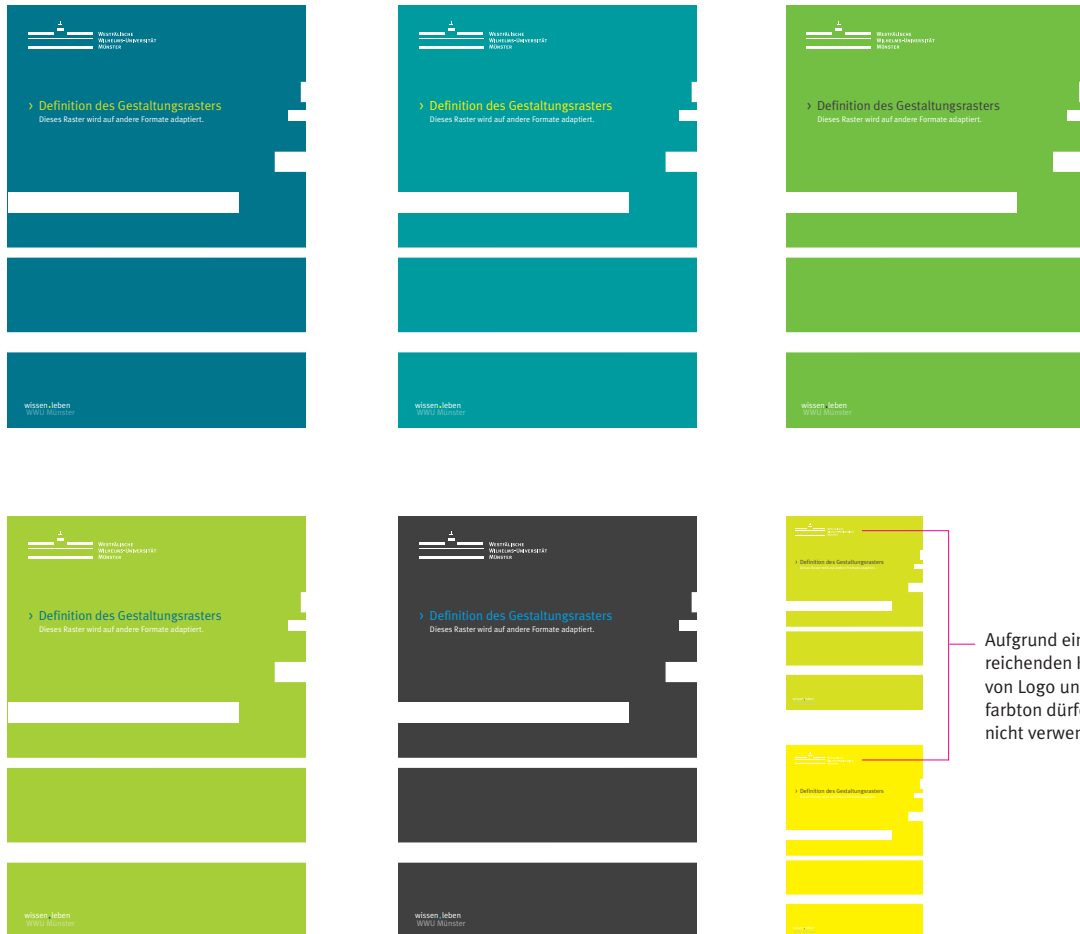 Westfälische
Wilhelms-Universität
Münster
> Definition des Gestaltungsrasters
Dieses Raster wird auf andere Formate adaptiert.
wissen.leben
WWU Münster
Westfälische
Wilhelms-Universität
Münster
> Definition des Gestaltungsrasters
Dieses Raster wird auf andere Formate adaptiert.
wissen.leben
WWU Münster
Westfälische
Wilhelms-Universität
Münster
> Definition des Gestaltungsrasters
Dieses Raster wird auf andere Formate adaptiert.
wissen.leben
WWU Münster
Westfälische
Wilhelms-Universität
Münster
> Definition des Gestaltungsrasters
Dieses Raster wird auf andere Formate adaptiert.
wissen.leben
WWU Münster
Westfälische
Wilhelms-Universität
Münster
> Definition des Gestaltungsrasters
Dieses Raster wird auf andere Formate adaptiert.
wissen.leben
WWU Münster
> Definition des Gestaltungsrasters
> Definition des Gestaltungsrasters
Aufgrund ein
reichenden
von Logo un
farbton dürf
nicht verwen